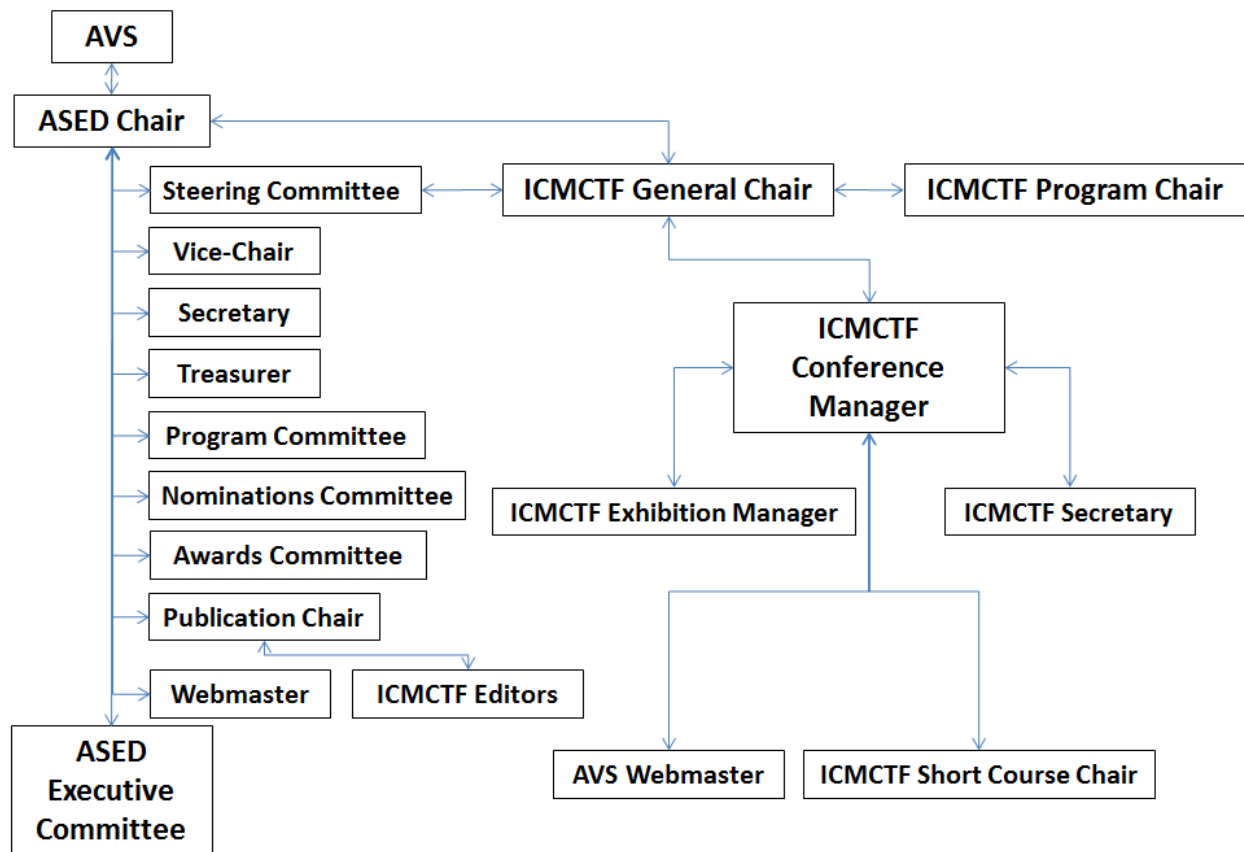 AVS
ASED Chair
Steering Committee
ICMCTF General Chair
ICMCTF Program Chair
Vice-Chair
Secretary
Treasurer
Program Committee
Nominations Committee
Awards Committee
Publication Chair
Webmaster
ICMCTF Editors
ASED
Executive
Committee
ICMCTF
Conference
Manager
ICMCTF Exhibition Manager
ICMCTF Secretary
AVS Webmaster
ICMCTF Short Course Chair